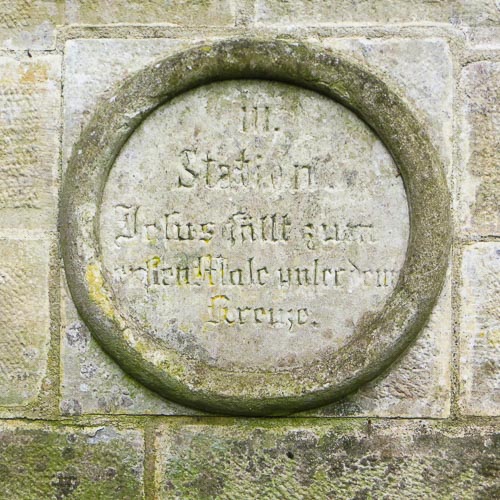 III.
Station.
Jesus fällt zum
ersten Male unter dem
Kreuze.